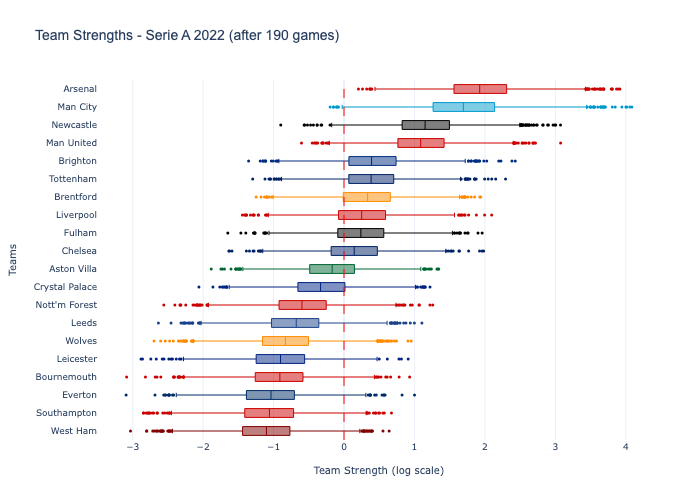 Team Strengths - Serie A 2022 (after 190 games)
Arsenal
Man City
Newcastle
Man United
Brighton
Tottenham
Brentford
Liverpool
Fulham
Chelsea
Aston Villa
Crystal Palace
Nott'm Forest
Leeds
Wolves
Leicester
Bournemouth
Everton
Southampton
West Ham
Teams
−3 −2 −1 0 1 2 3 4
Team Strength (log scale)